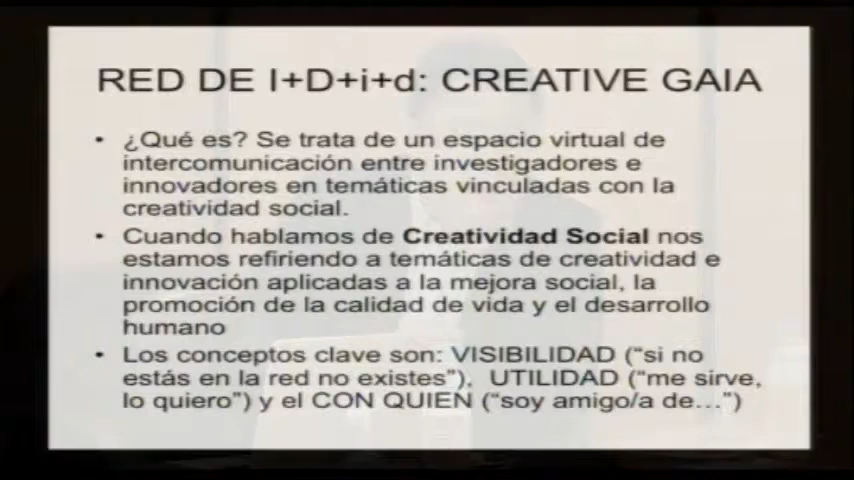 RED DE I+D+i+d: CREATIVE GAIA
• ¿Qué es? Se trata de un espacio virtual de
intercomunicación entre investigadores e
innovadores en temáticas vinculadas con la
creatividad social.
• Cuando hablamos de Creatividad Social nos
estamos refiriendo a temáticas de creatividad e
innovación aplicadas a la mejora social, la
promoción de la calidad de vida y el desarrollo
humano
• Los conceptos clave son: VISIBILIDAD (“si no
estás en la red no existes”), UTILIDAD (“me sirve,
lo quiero”) y el CON QUIEN (“soy amigo/a de...”)